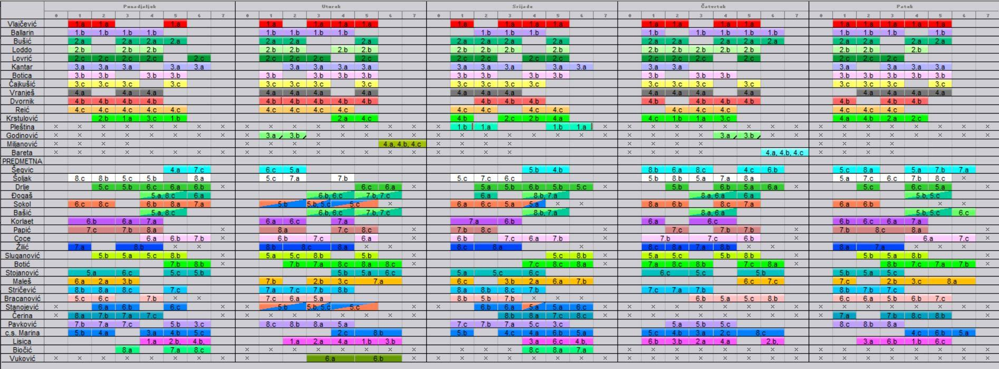 Ponedjeljak Utorak Srijeda Četvrtak Petak
0 1 2 3 4 5 6 7 0 1 2 3 4 5 6 7 0 1 2 3 4 5 6 7 0 1 2 3 4 5 6 7 0 1 2 3 4 5 6 7
Vlajčević 1.a 1.a 1.a 1.a 1.a 1.a 1.a 1.a 1.a 1.a 1.a 1.a 1.a 1.a 1.a 1.a 1.a 1.a 1.a 1.a
Ballarin 1.b 1.b 1.b 1.b 1.b 1.b 1.b 1.b 1.b 1.b 1.b 1.b 1.b 1.b 1.b 1.b 1.b 1.b 1.b 1.b
Bušić 2.a 2.a 2.a 2.a 2.a 2.a 2.a 2.a 2.a 2.a 2.a 2.a 2.a 2.a 2.a 2.a 2.a 2.a 2.a 2.a
Loddo 2.b 2.b 2.b 2.b 2.b 2.b 2.b 2.b 2.b 2.b 2.b 2.b 2.b 2.b 2.b 2.b 2.b 2.b 2.b
Lovrić 2.c 2.c 2.c 2.c 2.c 2.c 2.c 2.c 2.c 2.c 2.c 2.c 2.c 2.c 2.c 2.c 2.c 2.c 2.c 2.c
Kantar 3.a 3.a 3.a 3.a 3.a 3.a 3.a 3.a 3.a 3.a 3.a 3.a 3.a 3.a 3.a 3.a 3.a 3.a 3.a 3.a
Botica 3.b 3.b 3.b 3.b 3.b 3.b 3.b 3.b 3.b 3.b 3.b 3.b 3.b 3.b 3.b 3.b 3.b 3.b 3.b 3.b
Čajkušić 3.c 3.c 3.c 3.c 3.c 3.c 3.c 3.c 3.c 3.c 3.c 3.c 3.c 3.c 3.c 3.c 3.c 3.c 3.c 3.c
Vranješ 4.a 4.a 4.a 4.a 4.a 4.a 4.a 4.a 4.a 4.a 4.a 4.a 4.a 4.a 4.a 4.a 4.a 4.a
Dvornik 4.b 4.b 4.b 4.b 4.b 4.b 4.b 4.b 4.b 4.b 4.b 4.b 4.b 4.b 4.b 4.b 4.b 4.b 4.b
Reić 4.c 4.c 4.c 4.c 4.c 4.c 4.c 4.c 4.c 4.c 4.c 4.c 4.c 4.c 4.c 4.c 4.c 4.c 4.c
Krstulović 2.b 1.a 3.c 1.b 2.a 4.c 4.b 2.c 2.b 4.a 4.c 1.b 1.a 3.c 4.a 4.b 2.a 2.c
Pleština 1.b 1.a 1.b 1.a
Godinović 3.a 3.b 3.a 3.b
Miljanović 4.a, 4.b, 4.c
Bareta 4.a, 4.b, 4.c
PREDMETNA
Šegvic 4.a 7.c 6.c 5.a 5.b 4.b 8.b 6.a 8.c 4.c 6.b 5.c 8.a 5.a 7.b 7.a
Šoljak 8.c 8.b 5.c 5.b 8.a 5.c 7.a 7.b 5.c 7.c 6.c 5.b 8.b 5.a 7.a 8.a 5.a 7.c 6.c 7.b 8.c
Drlje 5.c 5.b 6.c 6.a 6.b 6.c 6.a 5.a 5.b 6.b 5.b 5.c 5.b 6.b 5.a 6.a 5.c 6.c 5.a
Đogaš 5.a, 8.c 6.a 6.b, 6.c 7.b, 7.c 6.a 8.b, 7.a 8.a, 6.a 6.a 5.b, 5.c
Sokol 6.c 8.c 6.b 8.a 7.a 5.b 5.b, 5.c 5.c 6.a 6.c 5.a 5.a 8.a 6.b 8.c 7.a 6.a 6.b
Bašić 5.a, 8.c 6.b, 6.c 7.b, 7.c 8.b, 7.a 8.a, 6.a 5.b, 5.c 6.c
Korlaet 6.b 6.a 7.a 6.a 6.c 7.a 7.a 6.b 6.a 6.c 6.b 6.c 6.a 7.a
Papić 7.c 7.b 8.a 8.a 7.c 8.c 7.b 8.c 7.c 7.b 7.b 7.b 8.c 8.a
Coce 6.a 6.b 7.b 6.b 7.c 6.a 6.b 7.c 6.a 7.b 7.b 7.c 6.b 6.a 7.c
Žilić 7.a 8.b 8.b 8.c 8.a 8.c 8.a 8.c 8.a 7.a 8.b 8.a 7.a
Sluganović 5.b 5.a 5.c 8.b 5.a 5.c 8.b 5.b 5.c 8.b 5.a 5.c 5.b 8.b 5.b 5.a 8.b
Botić 7.b 8.b 7.b 7.a 8.c 8.a 8.c 7.c 8.c 8.a 7.a 8.c 8.b 7.c 8.a 8.b 7.c 7.a 7.b
Stojanović 5.a 6.c 5.c 5.b 5.b 5.a 6.c 5.a 5.c 6.c 6.c 5.c 5.b 5.b 5.a 5.c
Maleš 6.a 2.a 3.b 7.b 2.b 3.c 7.a 6.c 3.b 2.a 6.a 7.b 6.c 7.c 7.c 2.b 3.c 8.a
Stričević 8.b 8.a 8.c 7.c 7.a 7.c 7.b 8.b 8.a 8.b 8.c 7.b 7.c 7.a 7.b 8.b 7.b 7.c
Bracanović 5.c 6.c 7.b 7.c 6.a 5.a 8.b 5.b 7.b 6.b 5.a 5.c 8.b 6.c 6.a 5.a 6.b 7.c
Stanojević 6.a 6.b 6.c 5.b 5.b, 5.c 5.c 6.b 6.a 5.a 5.a 6.c
Čerina 8.a 7.b 7.a 7.c 8.b 8.a 7.c 8.c 7.a 7.b 8.c 8.b
Pavković 7.b 7.a 7.c 5.b 3.c 8.c 8.b 8.a 5.a 7.c 7.b 7.a 5.c 3.c 5.a 5.b 5.c 8.c 8.b 8.a
c.s. Marina 5.b 4.a 3.a 4.b 5.c 2.c 8.b 5.b 4.c 4.a 6.b 5.a 5.c 4.b 3.a 2.c 8.c 4.c 6.b 5.a
Lisica 1.a 2.b, 4.b, 1.a 2.a 4.a 1.b 3.b 3.a 6.c 4.b, 6.b 3.b 2.a 4.a 2.b, 3.a 6.b 1.b 6.c
Biočić 8.a 7.a 8.c 8.c 8.a 7.a
Vuković 6.a 6.b